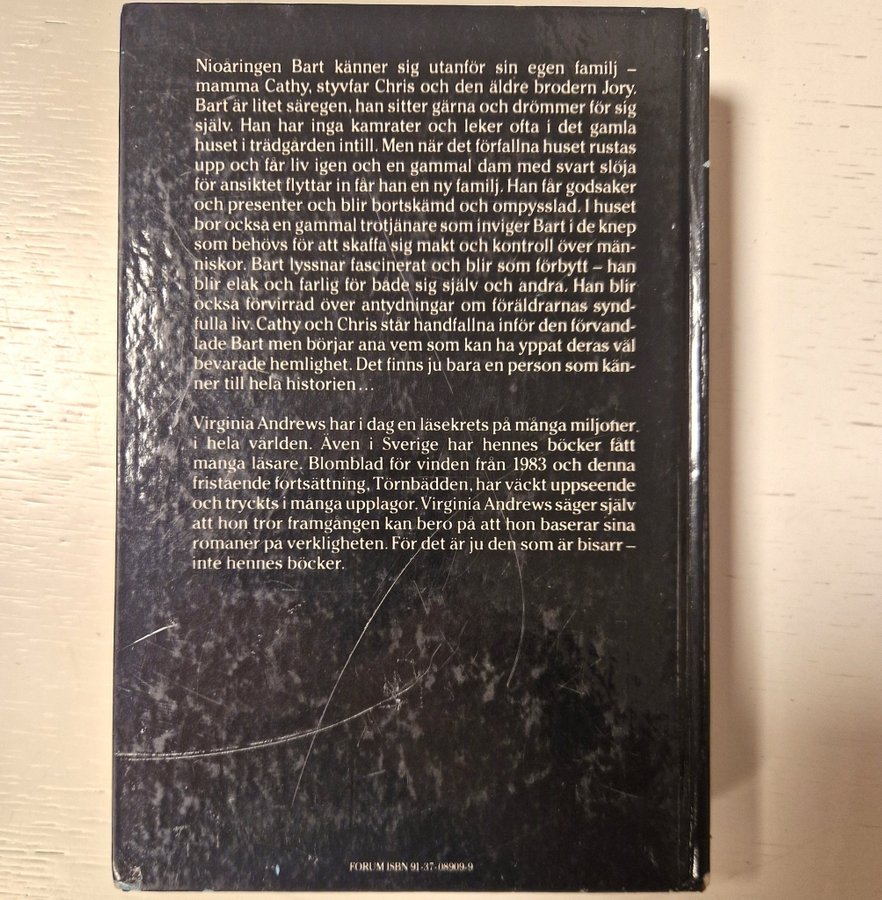 Nioåringen Bart känner sig utanför sin egen familj –
mamma Cathy, styvfar Chris och den äldre brodern Jory.
Bart är litet säregen, han sitter gärna och drömmer för sig
själv. Han har inga kamrater och leker ofta i det gamla
huset i trädgården intill. Men när det förfallna huset rustas
upp och får liv igen och en gammal dam med svart slöja
för ansiktet flyttar in får han en ny familj. Han får godsaker
och presenter och blir bortskämd och ompysslad. I huset
bor också en gammal trotjänare som inviger Bart i de knep
som behövs för att skaffa sig makt och kontroll över män-
niskor. Bart lyssnar fascinerat och blir som förbytt – han
blir elak och farlig för både sig själv och andra. Han blir
också förvirrad över antydningar om föräldrarnas synd-
fulla liv. Cathy och Chris står handfallna inför den förvand-
lade Bart men börjar ana vem som kan ha yppat deras väl
bevarade hemlighet. Det finns ju bara en person som kän-
ner till hela historien…
Virginia Andrews har i dag en läsekrets på många miljoner
i hela världen. Även i Sverige har hennes böcker fått
många läsare. Blomblad för vinden från 1983 och denna
fristående fortsättning, Törnbädden, har väckt uppseende
och tryckts i många upplagor. Virginia Andrews säger själv
att hon tror framgången kan bero på att hon baserar sina
romaner på verkligheten. För det är ju den som är bisarr –
inte hennes böcker.
FORUM ISBN 91-37-08909-9